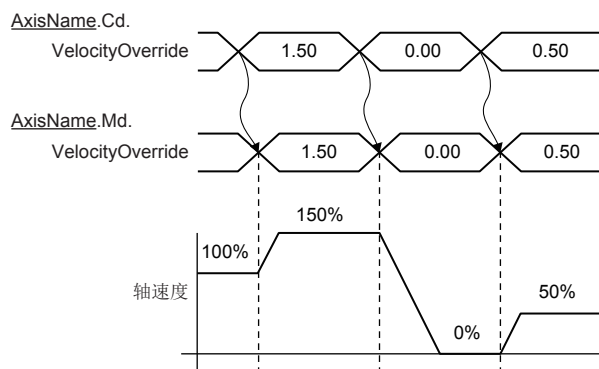 AxisName.Cd.
VelocityOverride 1.50 0.00 0.50
AxisName.Md.
VelocityOverride 1.50 0.00 0.50
150%
100%
轴速度
50%
0%